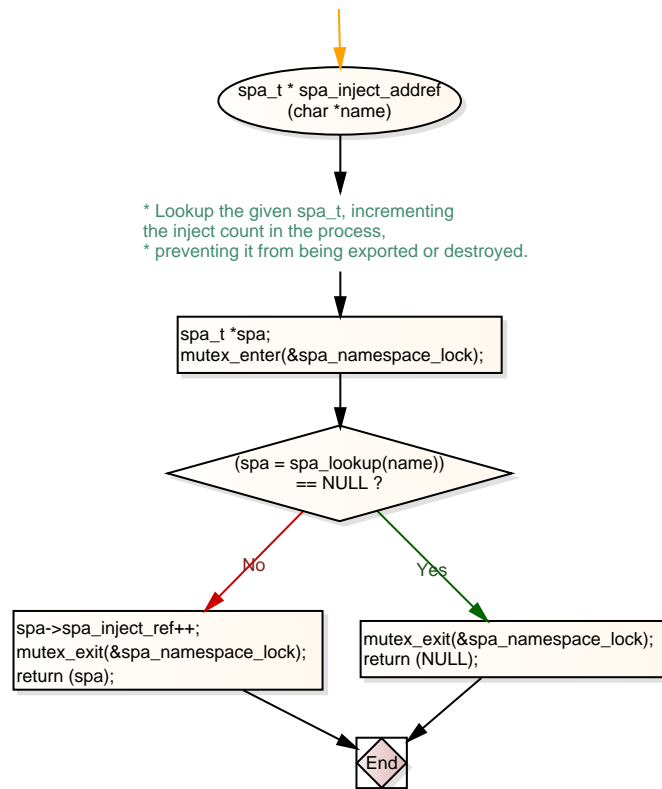 spa_t * spa_inject_addref
(char *name)
* Lookup the given spa_t, incrementing
the inject count in the process,
* preventing it from being exported or destroyed.
spa_t *spa;
mutex_enter(&spa_namespace_lock);
(spa = spa_lookup(name))
== NULL ?
No
Yes
spa->spa_inject_ref++;
mutex_exit(&spa_namespace_lock);
return (spa);
mutex_exit(&spa_namespace_lock);
return (NULL);
End